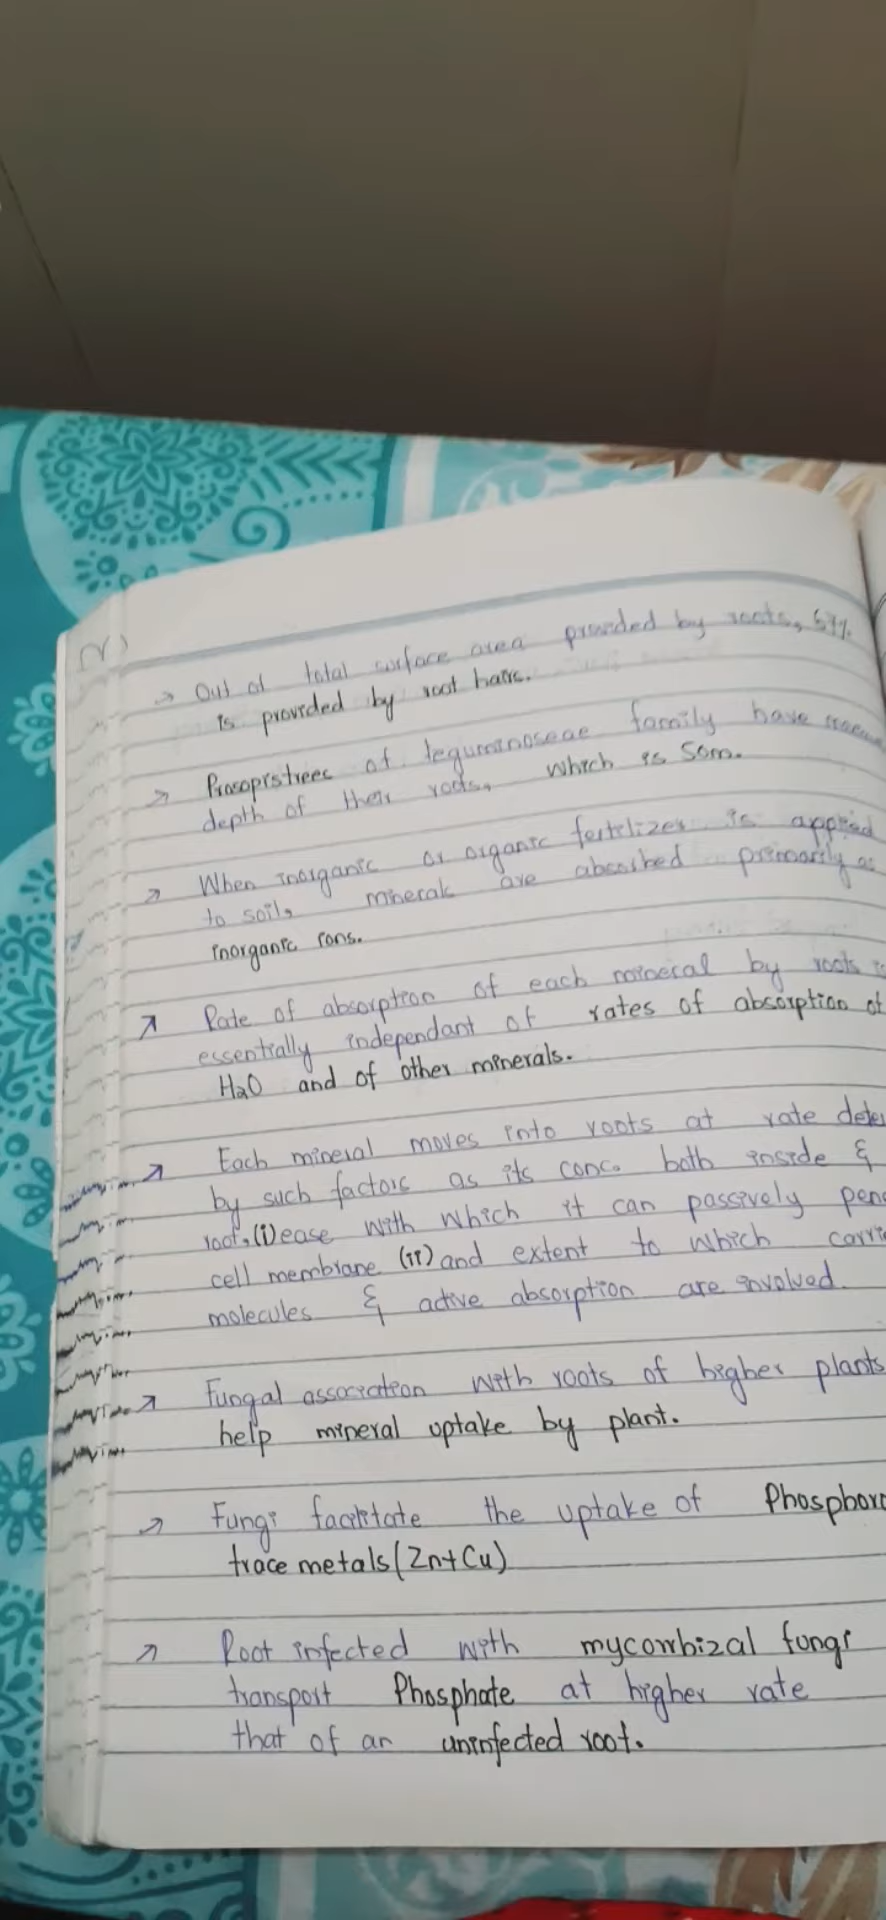 (V)
→ Out of total surface area provided by roots, 67%
is provided by root hairs.
→ Prosopis trees of leguminoseae family have
depth of their roots, which is 50m.
→ When inorganic or organic fertilizer is applied
to soil, minerals are absorbed primarily as
inorganic ions.
→ Rate of absorption of each mineral by roots is
essentially independant of rates of absorption of
H2O and of other minerals.
→ Each mineral moves into roots at rate deter
by such factors as its conc. both inside &
root, (i) ease with which it can passively pene
cell membrane (ii) and extent to which carri
molecules & active absorption are involved.
→ Fungal association with roots of higher plants
help mineral uptake by plant.
→ Fungi facilitate the uptake of Phosphoro
trace metals (Zn+Cu)
→ Root infected with mycorrhizal fungi
transport Phosphate at higher rate
that of an uninfected root.